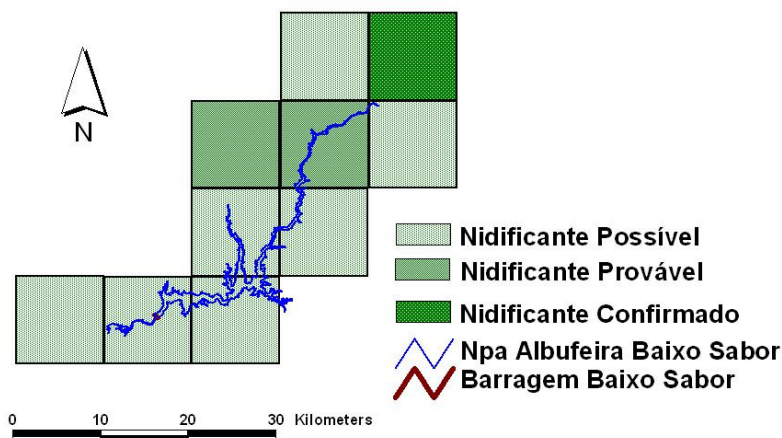 N
Nidificante Possível
Nidificante Provável
Nidificante Confirmado
Npa Albufeira Baixo Sabor
Barragem Baixo Sabor
0 10 20 30 Kilometers